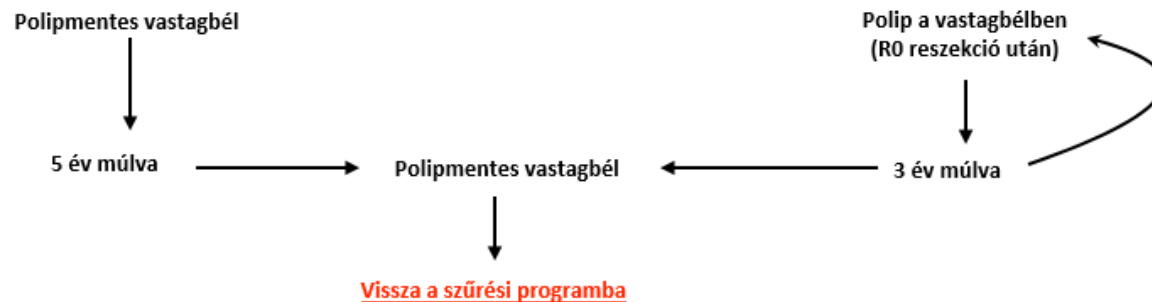 Polipmentes vastagbél
Polip a vastagbélben
(R0 reszekció után)
5 év múlva
Polipmentes vastagbél
3 év múlva
Vissza a szűrési programba